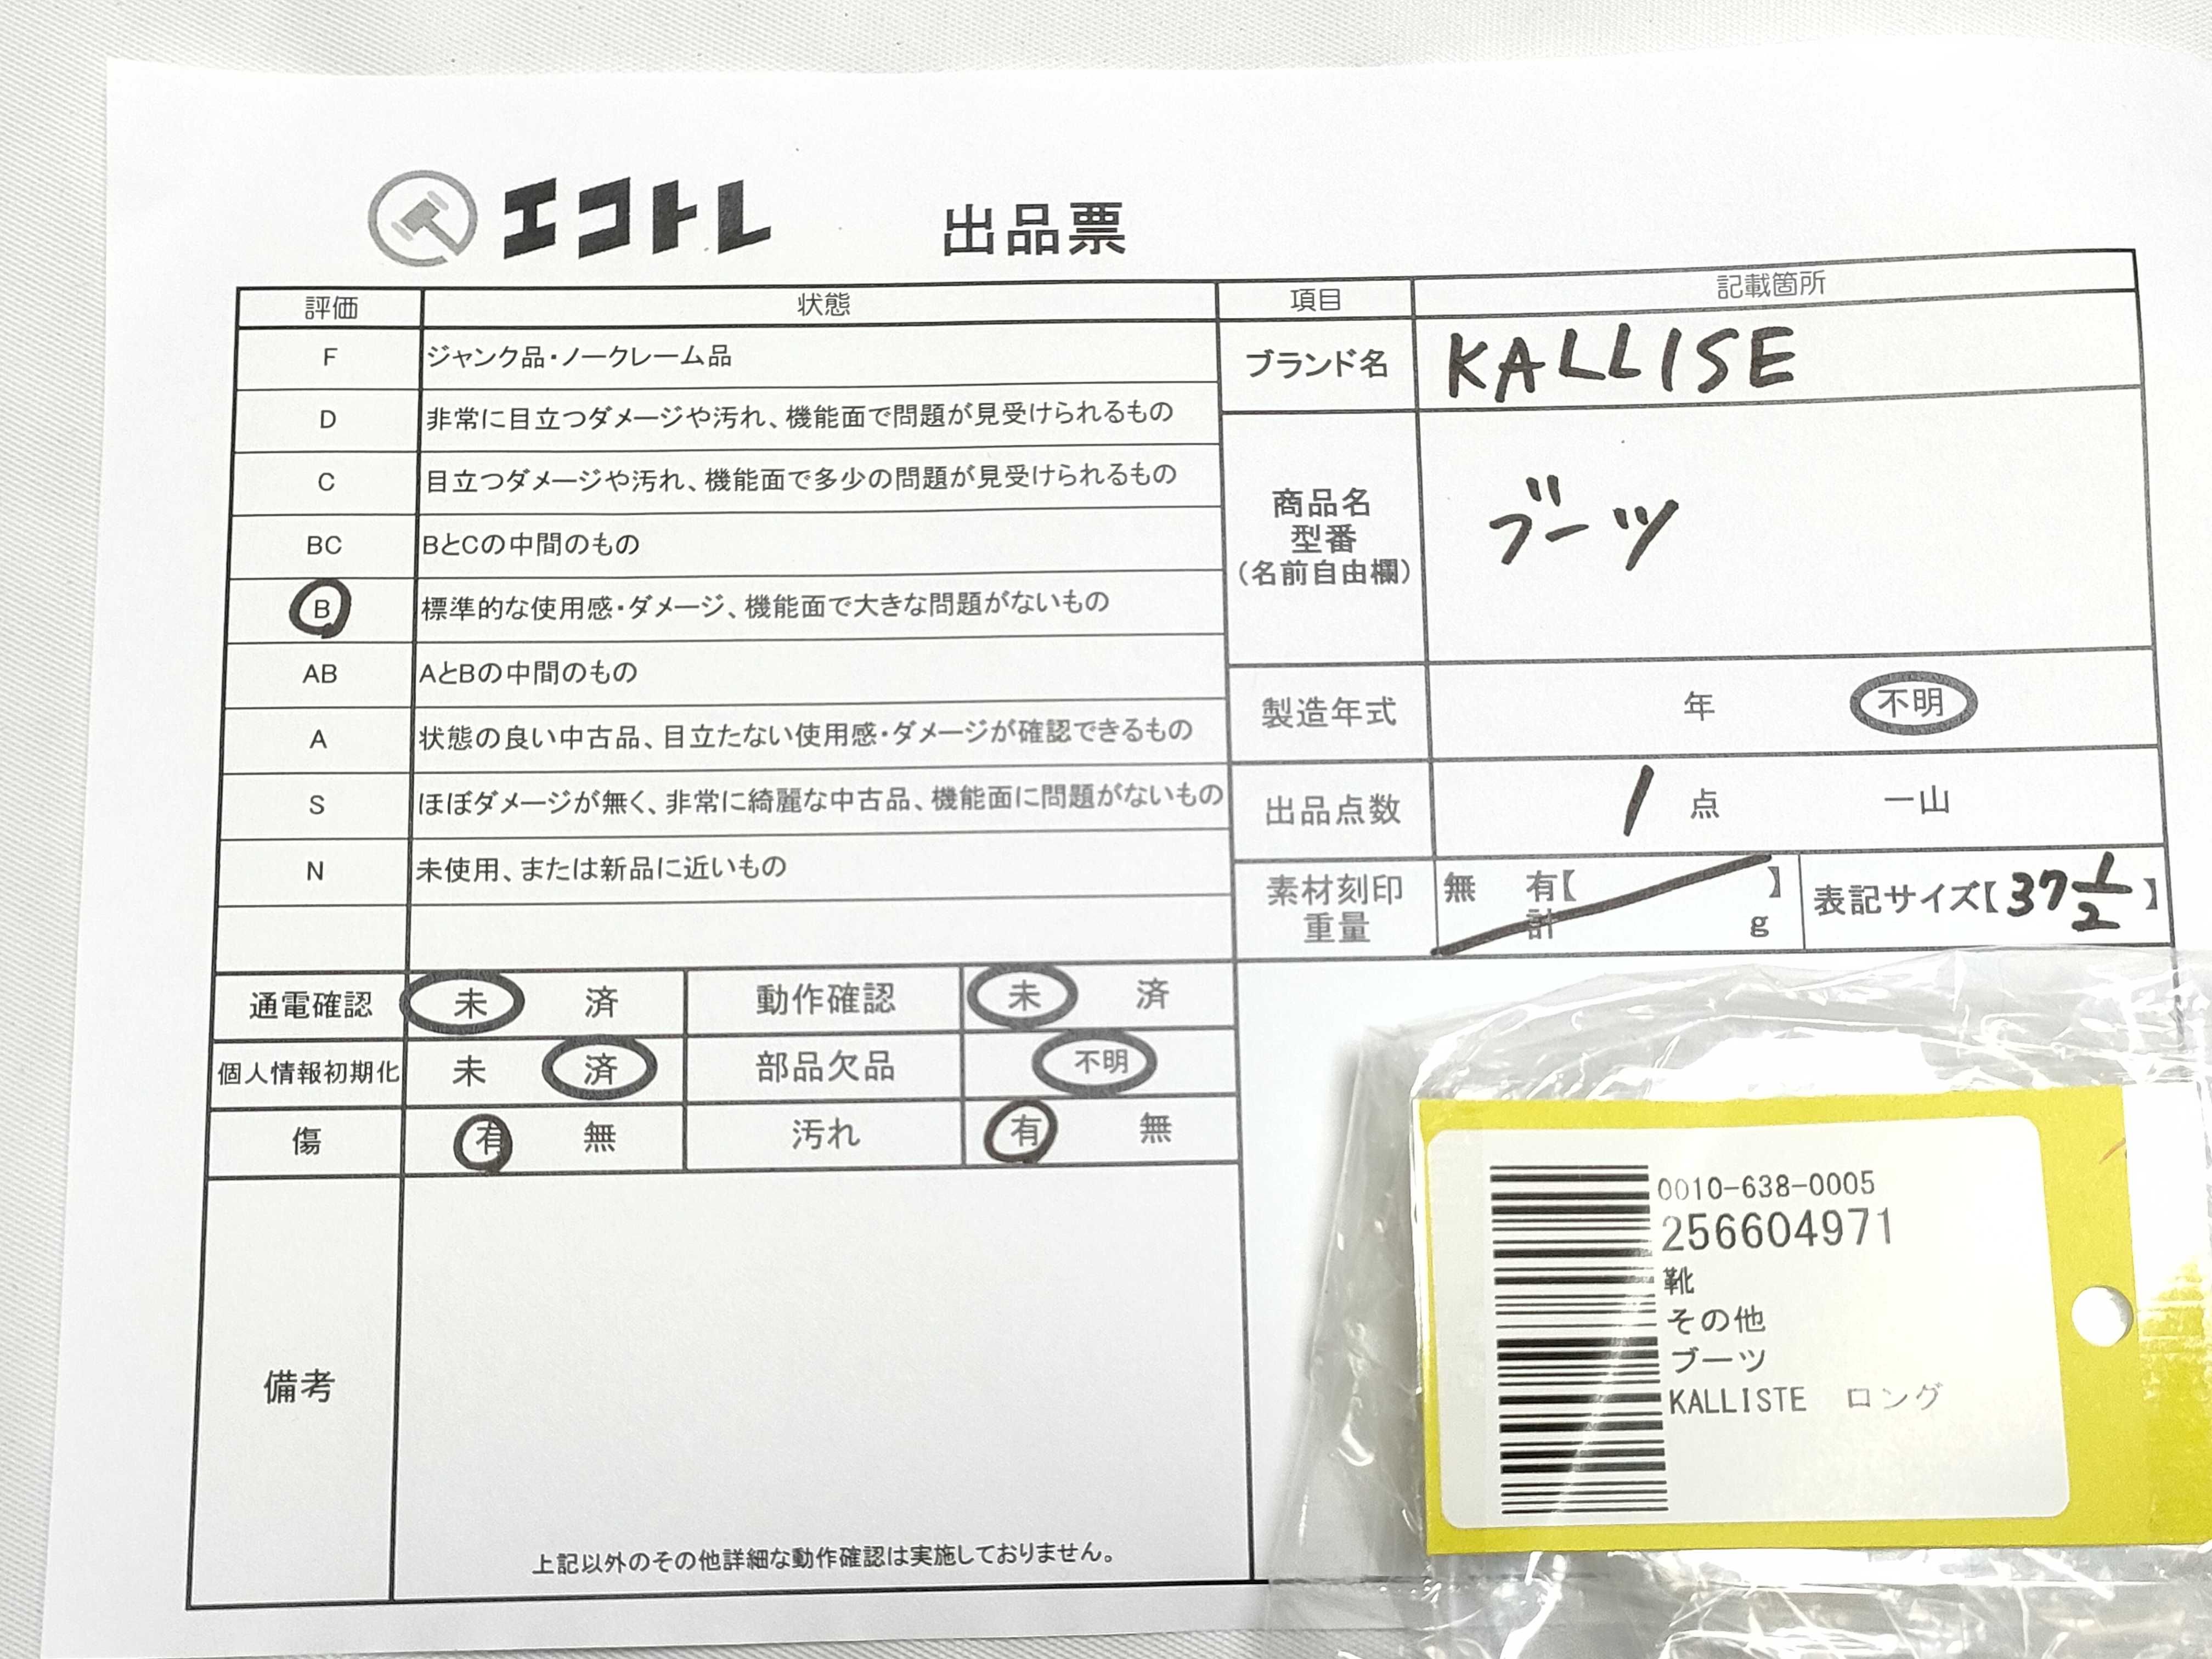 エコトレ 出品票
評価 状態
F ジャンク品・ノークレーム品
D 非常に目立つダメージや汚れ、機能面で問題が見受けられるもの
C 目立つダメージや汚れ、機能面で多少の問題が見受けられるもの
BC BとCの中間のもの
B 標準的な使用感・ダメージ、機能面で大きな問題がないもの
AB AとBの中間のもの
A 状態の良い中古品、目立たない使用感・ダメージが確認できるもの
S ほぼダメージが無く、非常に綺麗な中古品、機能面に問題がないもの
N 未使用、または新品に近いもの
通電確認 未 済 動作確認 未 済
個人情報初期化 未 済 部品欠品 不明
傷 有 無 汚れ 有 無
備考
上記以外のその他詳細な動作確認は実施しておりません。
項目 記載箇所
ブランド名 KALLISE
商品名
型番
(名前自由欄)
ブーツ
製造年式 年 不明
出品点数 1 点 一山
素材刻印 無 有【 】
重量 計 g
表記サイズ【37 1/2】
0010-638-0005
256604971
靴
その他
ブーツ
KALLISTE ロング